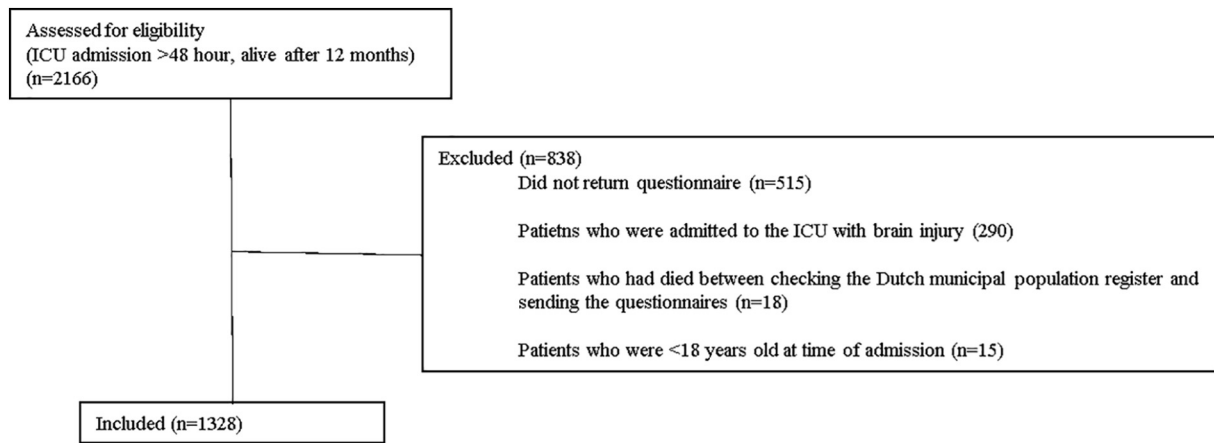 Assessed for eligibility
(ICU admission >48 hour, alive after 12 months)
(n=2166)
Excluded (n=838)
Did not return questionnaire (n=515)
Patietns who were admitted to the ICU with brain injury (290)
Patients who had died between checking the Dutch municipal population register and
sending the questionnaires (n=18)
Patients who were <18 years old at time of admission (n=15)
Included (n=1328)